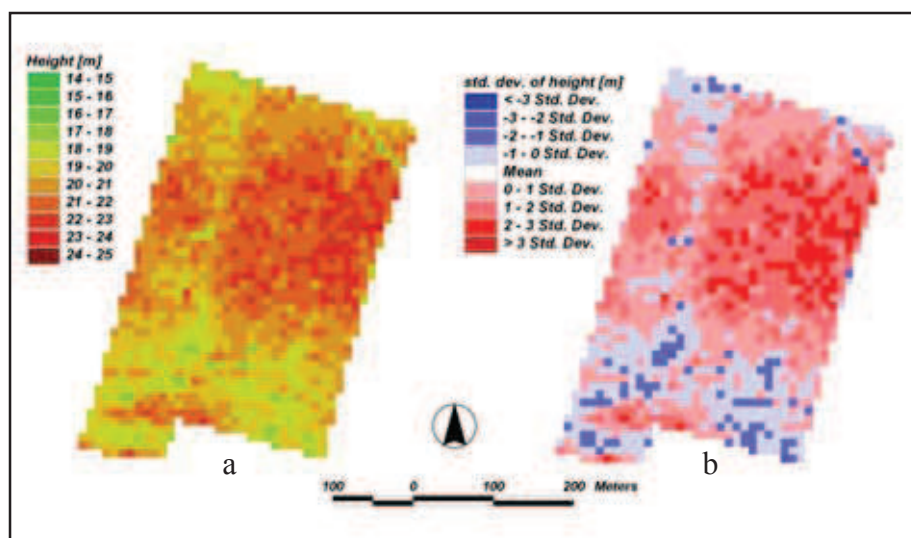 Height [m]
14 - 15
15 - 16
16 - 17
17 - 18
18 - 19
19 - 20
20 - 21
21 - 22
22 - 23
23 - 24
24 - 25
std. dev. of height [m]
< -3 Std. Dev.
-3 - -2 Std. Dev.
-2 - -1 Std. Dev.
-1 - 0 Std. Dev.
Mean
0 - 1 Std. Dev.
1 - 2 Std. Dev.
2 - 3 Std. Dev.
> 3 Std. Dev.
a
b
100 0 100 200 Meters